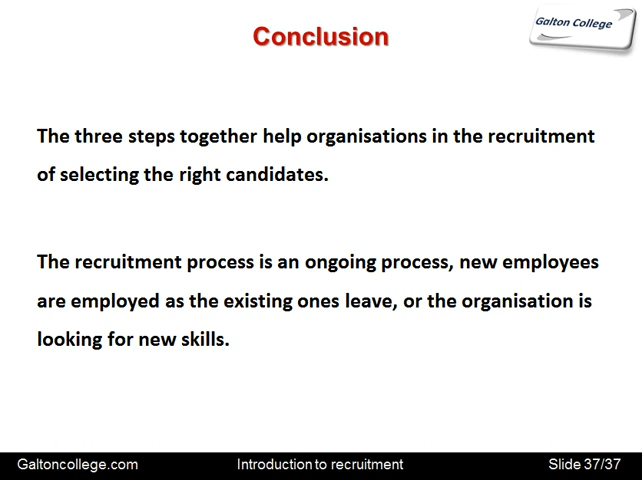 Conclusion
Galton College
The three steps together help organisations in the recruitment
of selecting the right candidates.
The recruitment process is an ongoing process, new employees
are employed as the existing ones leave, or the organisation is
looking for new skills.
Galtoncollege.com Introduction to recruitment Slide 37/37